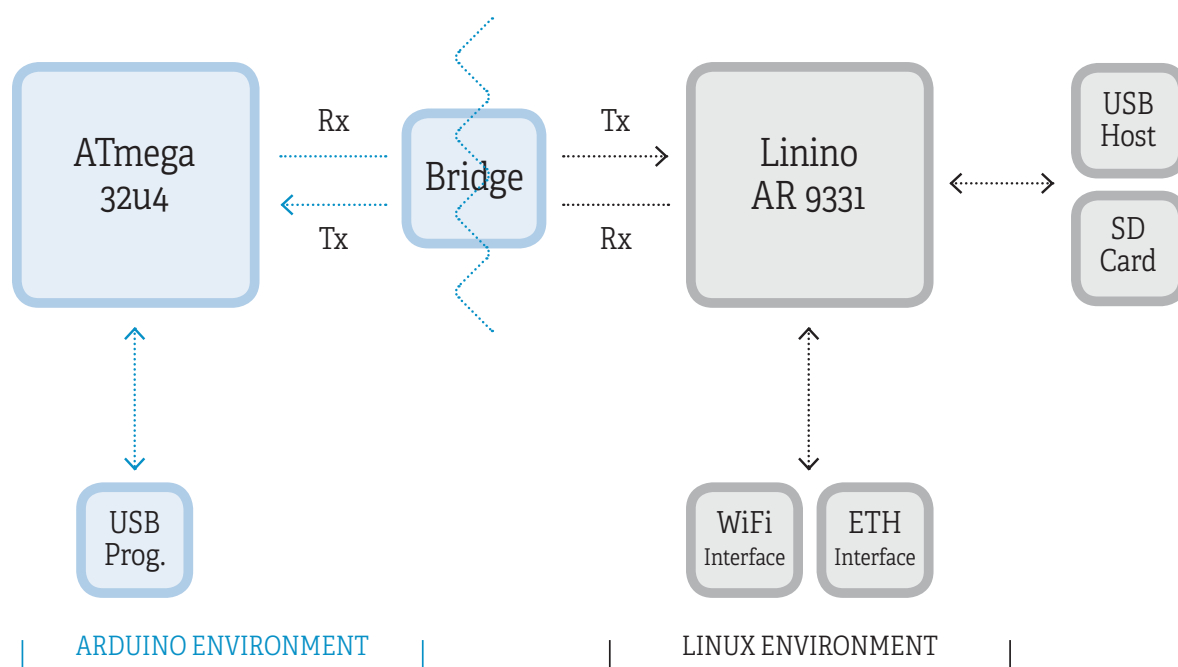 ATmega
32u4
Rx
Tx
Bridge
Tx
Rx
Linino
AR 9331
USB
Host
SD
Card
USB
Prog.
WiFi
Interface
ETH
Interface
ARDUINO ENVIRONMENT
LINUX ENVIRONMENT